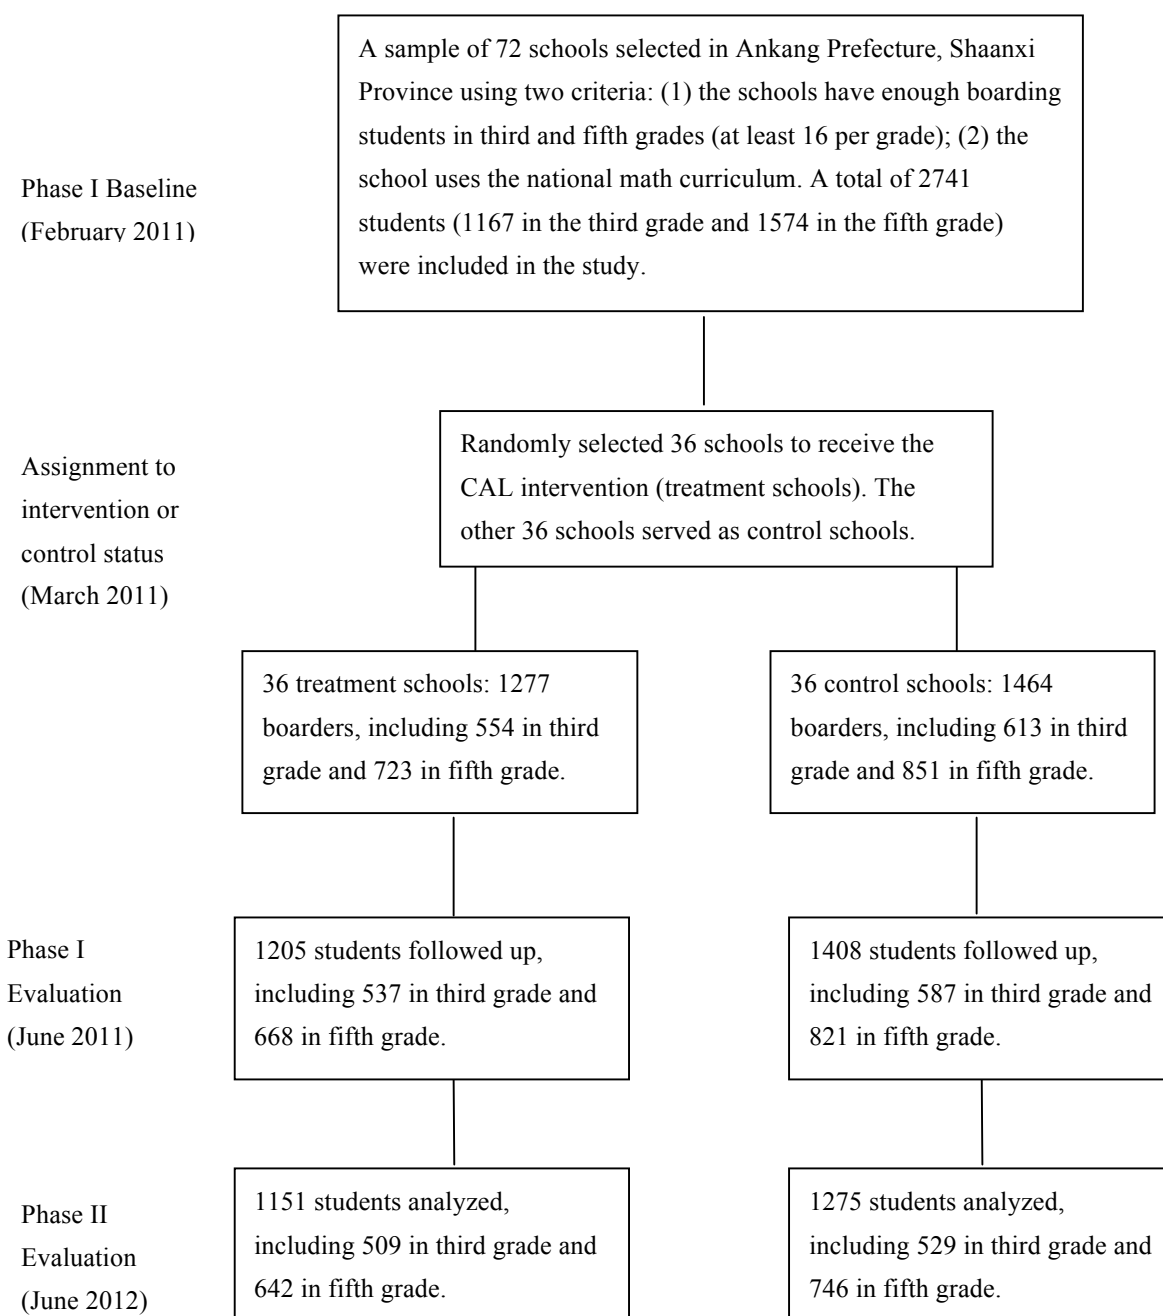 A sample of 72 schools selected in Ankang Prefecture, Shaanxi
Province using two criteria: (1) the schools have enough boarding
students in third and fifth grades (at least 16 per grade); (2) the
school uses the national math curriculum. A total of 2741
students (1167 in the third grade and 1574 in the fifth grade)
were included in the study.
Phase I Baseline
(February 2011)
Randomly selected 36 schools to receive the
CAL intervention (treatment schools). The
other 36 schools served as control schools.
Assignment to
intervention or
control status
(March 2011)
36 treatment schools: 1277
boarders, including 554 in third
grade and 723 in fifth grade.
36 control schools: 1464
boarders, including 613 in third
grade and 851 in fifth grade.
Phase I
Evaluation
(June 2011)
1205 students followed up,
including 537 in third grade and
668 in fifth grade.
1408 students followed up,
including 587 in third grade and
821 in fifth grade.
Phase II
Evaluation
(June 2012)
1151 students analyzed,
including 509 in third grade and
642 in fifth grade.
1275 students analyzed,
including 529 in third grade and
746 in fifth grade.